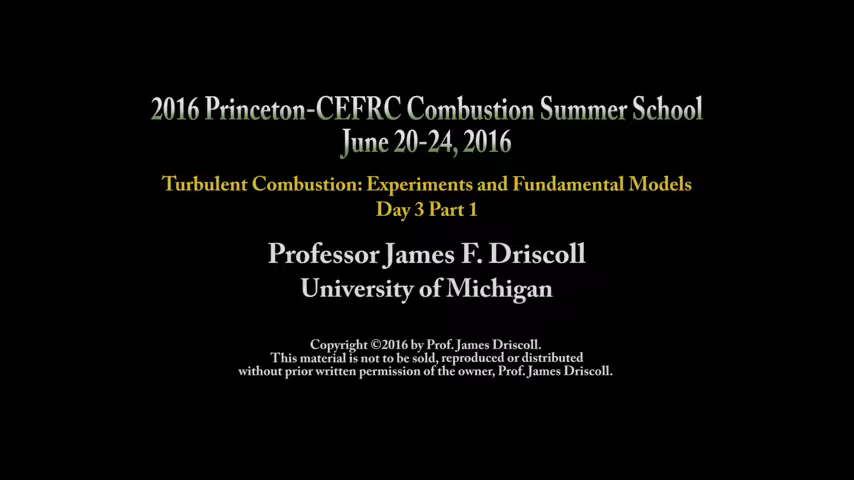 2016 Princeton-CEFRC Combustion Summer School
June 20-24, 2016
Turbulent Combustion: Experiments and Fundamental Models
Day 3 Part 1
Professor James F. Driscoll
University of Michigan
Copyright ©2016 by Prof. James Driscoll.
This material is not to be sold, reproduced or distributed
without prior written permission of the owner, Prof. James Driscoll.